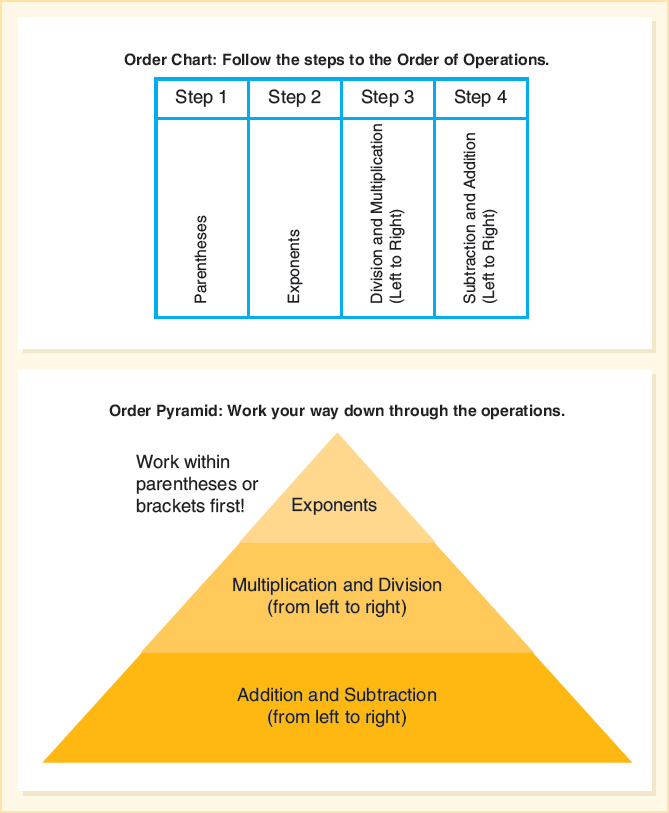 Order Chart: Follow the steps to the Order of Operations.
Step 1
Step 2
Step 3
Step 4
Parentheses
Exponents
Division and Multiplication
(Left to Right)
Subtraction and Addition
(Left to Right)
Order Pyramid: Work your way down through the operations.
Work within
parentheses or
brackets first!
Exponents
Multiplication and Division
(from left to right)
Addition and Subtraction
(from left to right)